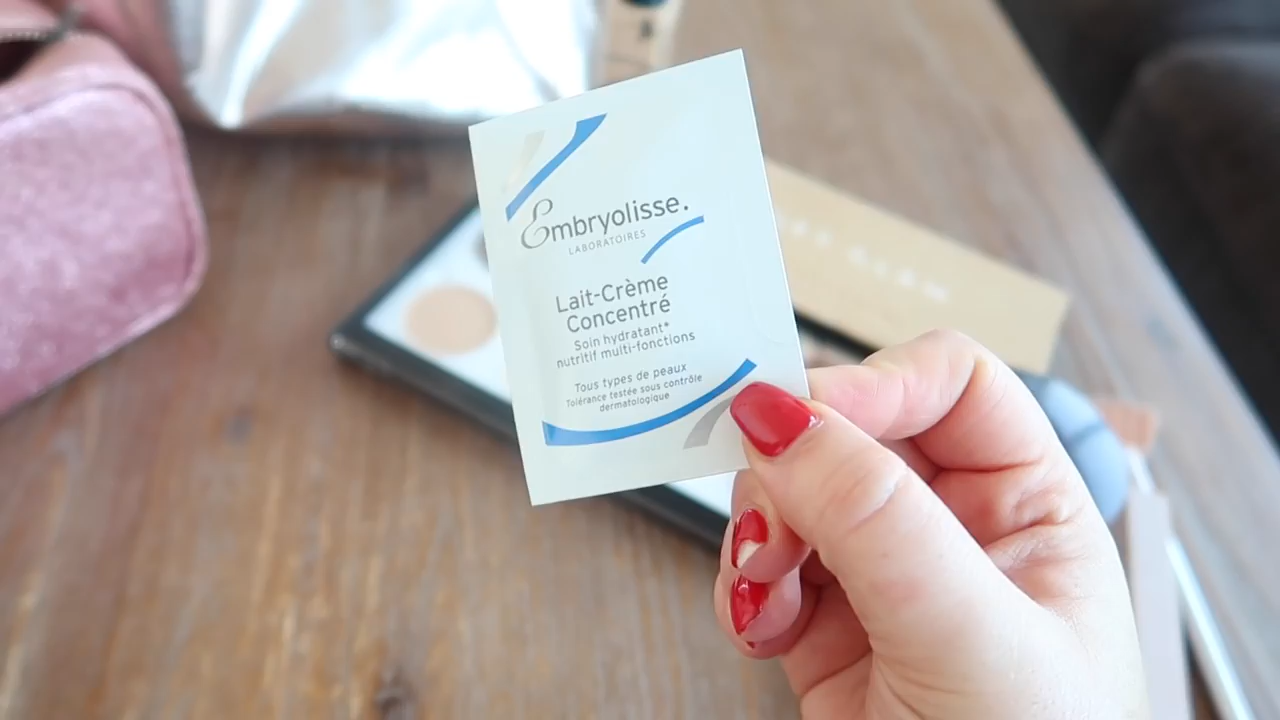 Embryolisse.
LABORATOIRES
Lait-Crème
Concentré
Soin hydratant*
nutritif multi-fonctions
Tous types de peaux
Tolérance testée sous contrôle
dermatologique